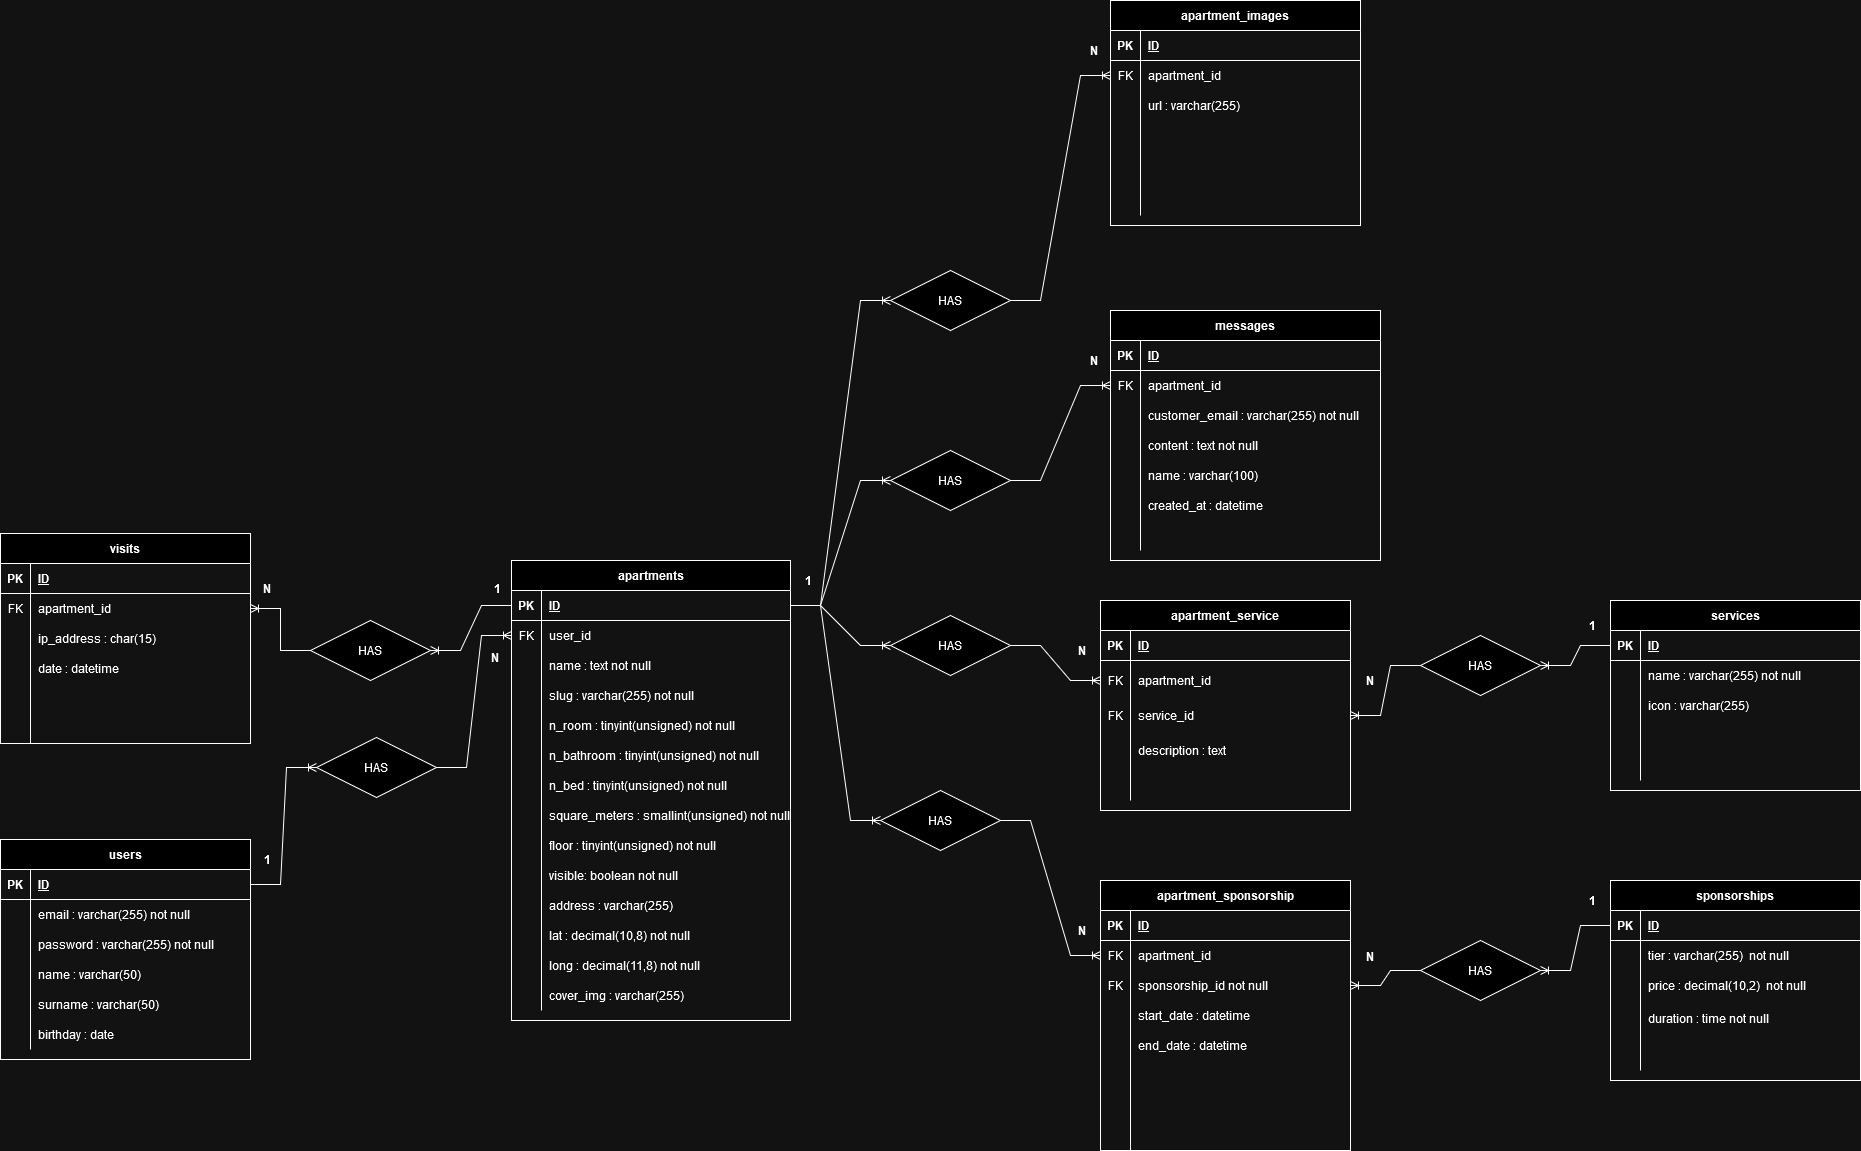 apartment_images
PK ID
N
FK apartment_id
url : varchar(255)
HAS
messages
PK ID
N
FK apartment_id
customer_email : varchar(255) not null
content : text not null
name : varchar(100)
created_at : datetime
HAS
visits
PK ID
N
FK apartment_id
ip_address : char(15)
date : datetime
HAS
1
apartments
1
PK ID
FK user_id
N
name : text not null
slug : varchar(255) not null
n_room : tinyint(unsigned) not null
n_bathroom : tinyint(unsigned) not null
n_bed : tinyint(unsigned) not null
square_meters : smallint(unsigned) not null
floor : tinyint(unsigned) not null
visible: boolean not null
address : varchar(255)
lat : decimal(10,8) not null
long : decimal(11,8) not null
cover_img : varchar(255)
HAS
users
1
PK ID
email : varchar(255) not null
password : varchar(255) not null
name : varchar(50)
surname : varchar(50)
birthday : date
HAS
apartment_service
N
PK ID
FK apartment_id
FK service_id
description : text
N
HAS
1
services
PK ID
name : varchar(255) not null
icon : varchar(255)
HAS
apartment_sponsorship
N
PK ID
FK apartment_id
FK sponsorship_id not null
start_date : datetime
end_date : datetime
N
HAS
1
sponsorships
PK ID
tier : varchar(255) not null
price : decimal(10,2) not null
duration : time not null